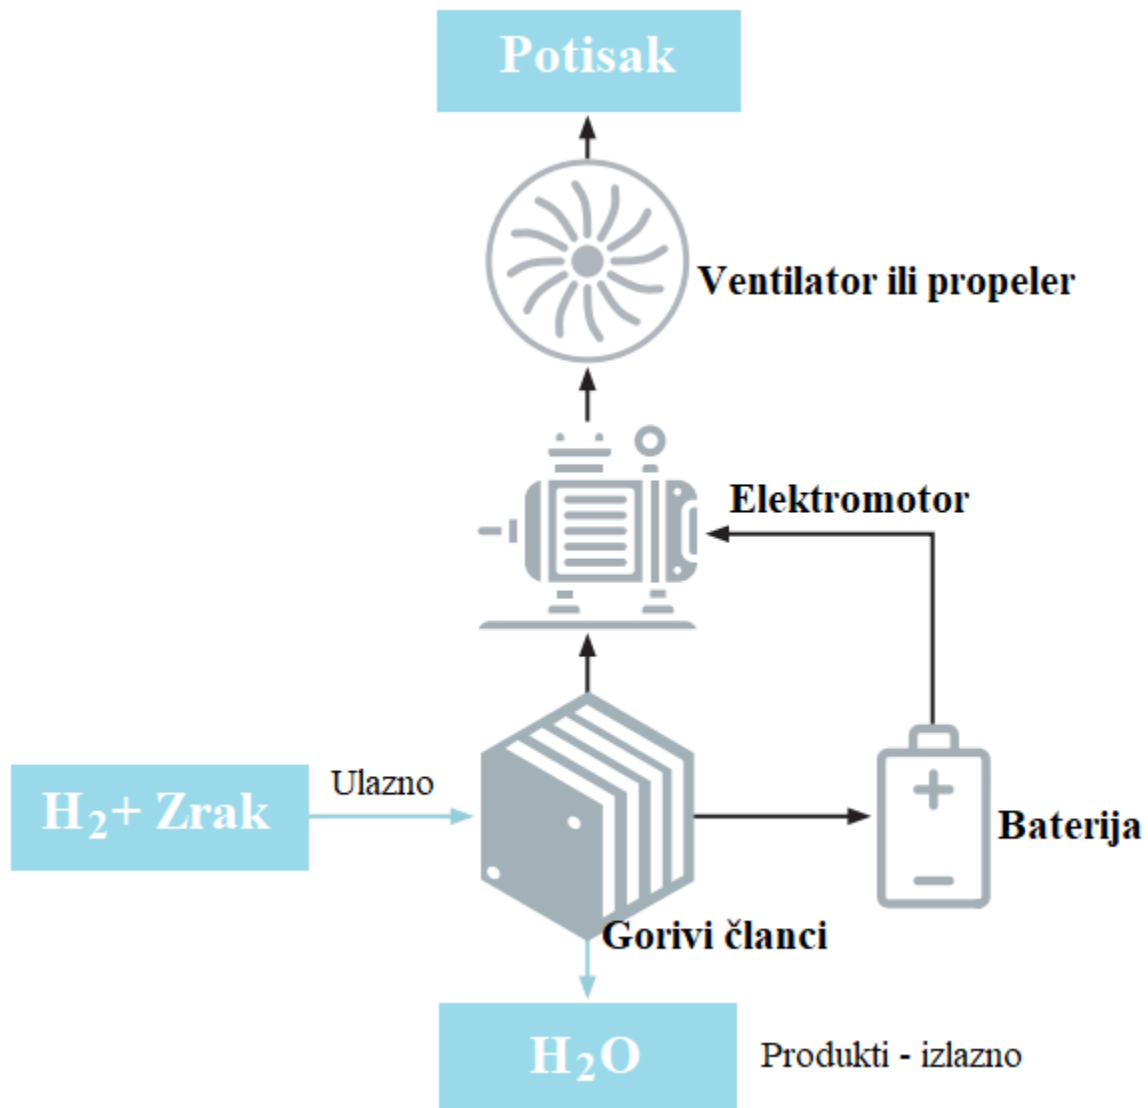 Potisak
Ventilator ili propeler
Elektromotor
Ulazno
H₂+ Zrak
Baterija
Gorivi članci
H₂O
Produkti - izlazno